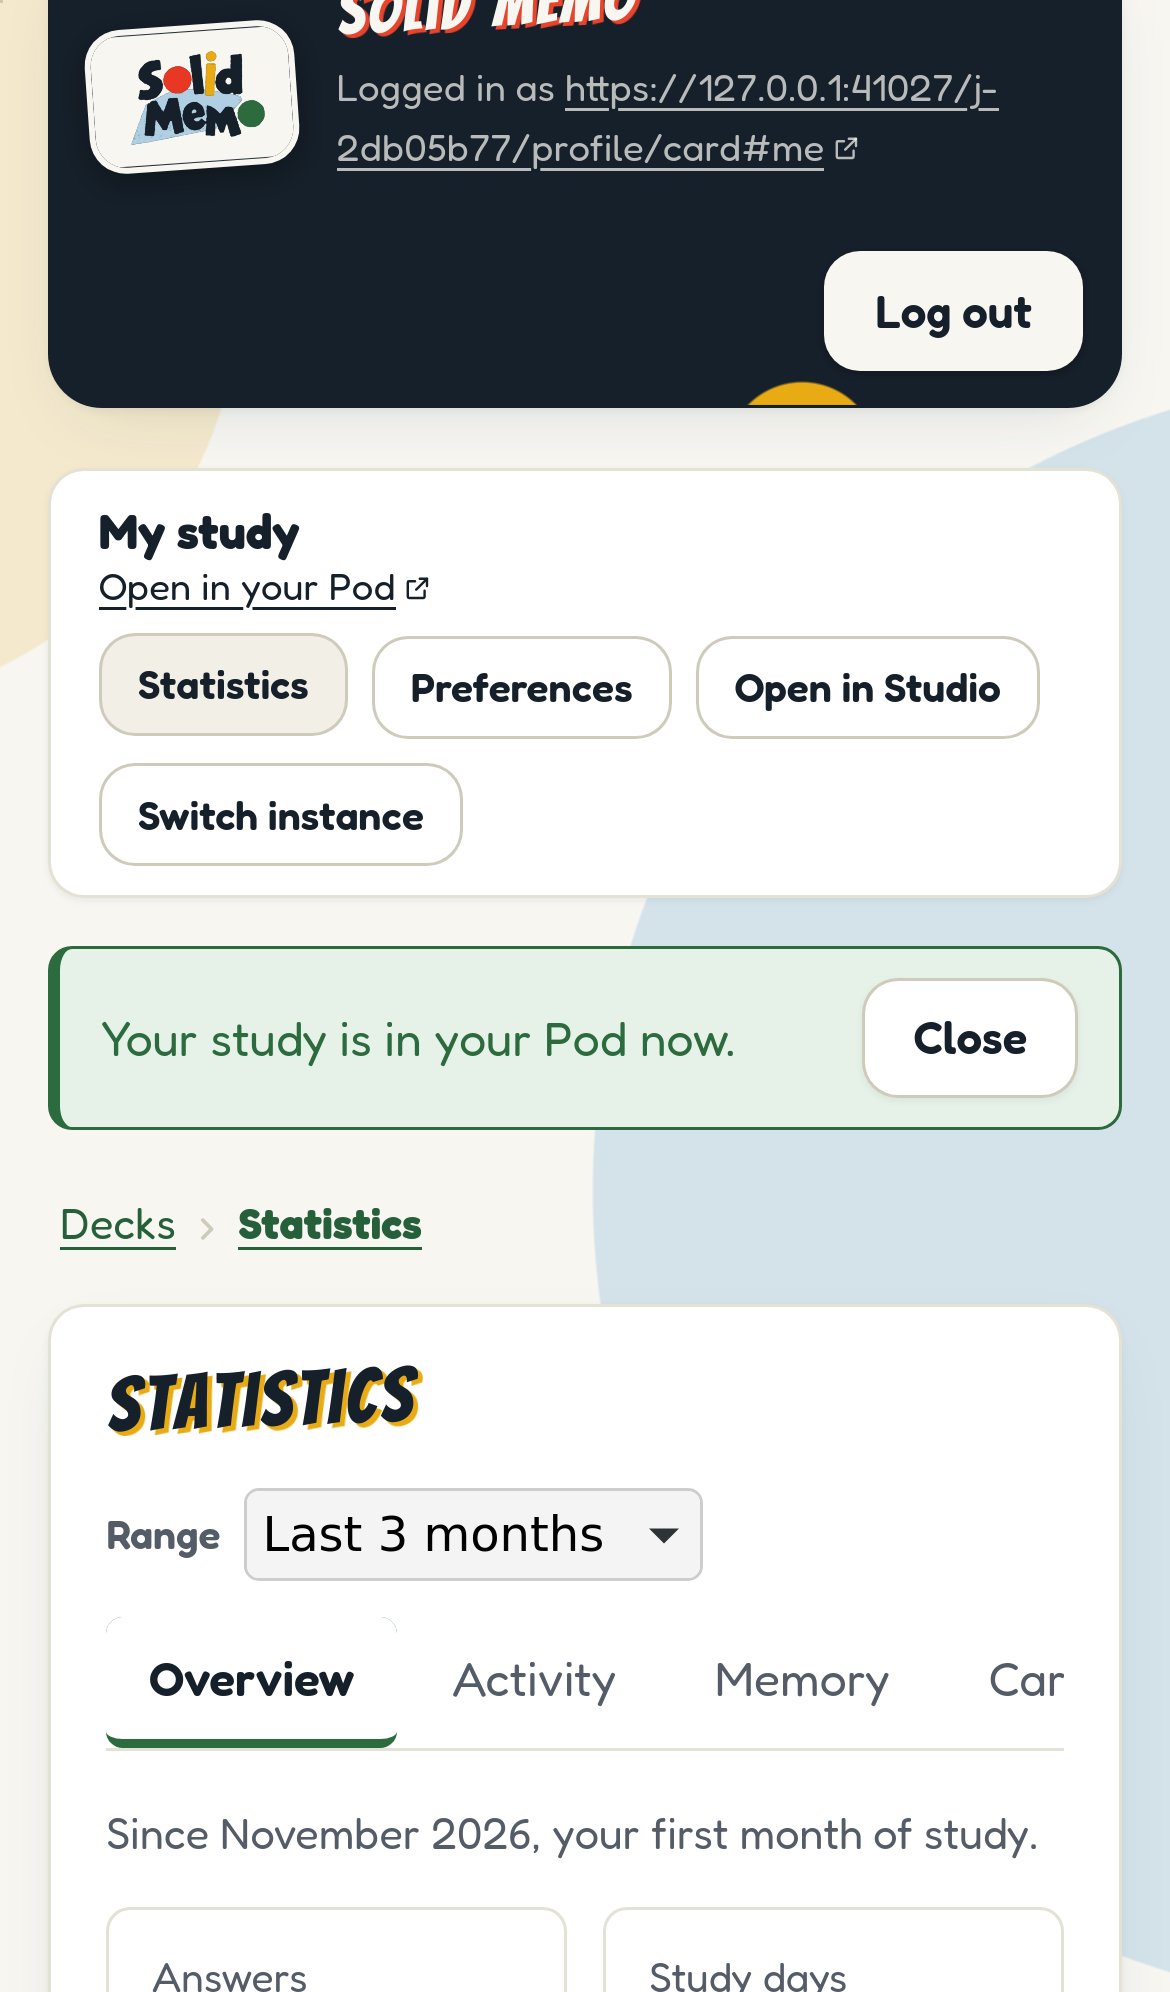 SOLID MEMO
Solid
Memo
Logged in as https://127.0.0.1:41027/j-
2db05b77/profile/card#me
Log out
My study
Open in your Pod
Statistics
Preferences
Open in Studio
Switch instance
Your study is in your Pod now.
Close
Decks
Statistics
STATISTICS
Range
Last 3 months
Overview
Activity
Memory
Car
Since November 2026, your first month of study.
Answers
Study days